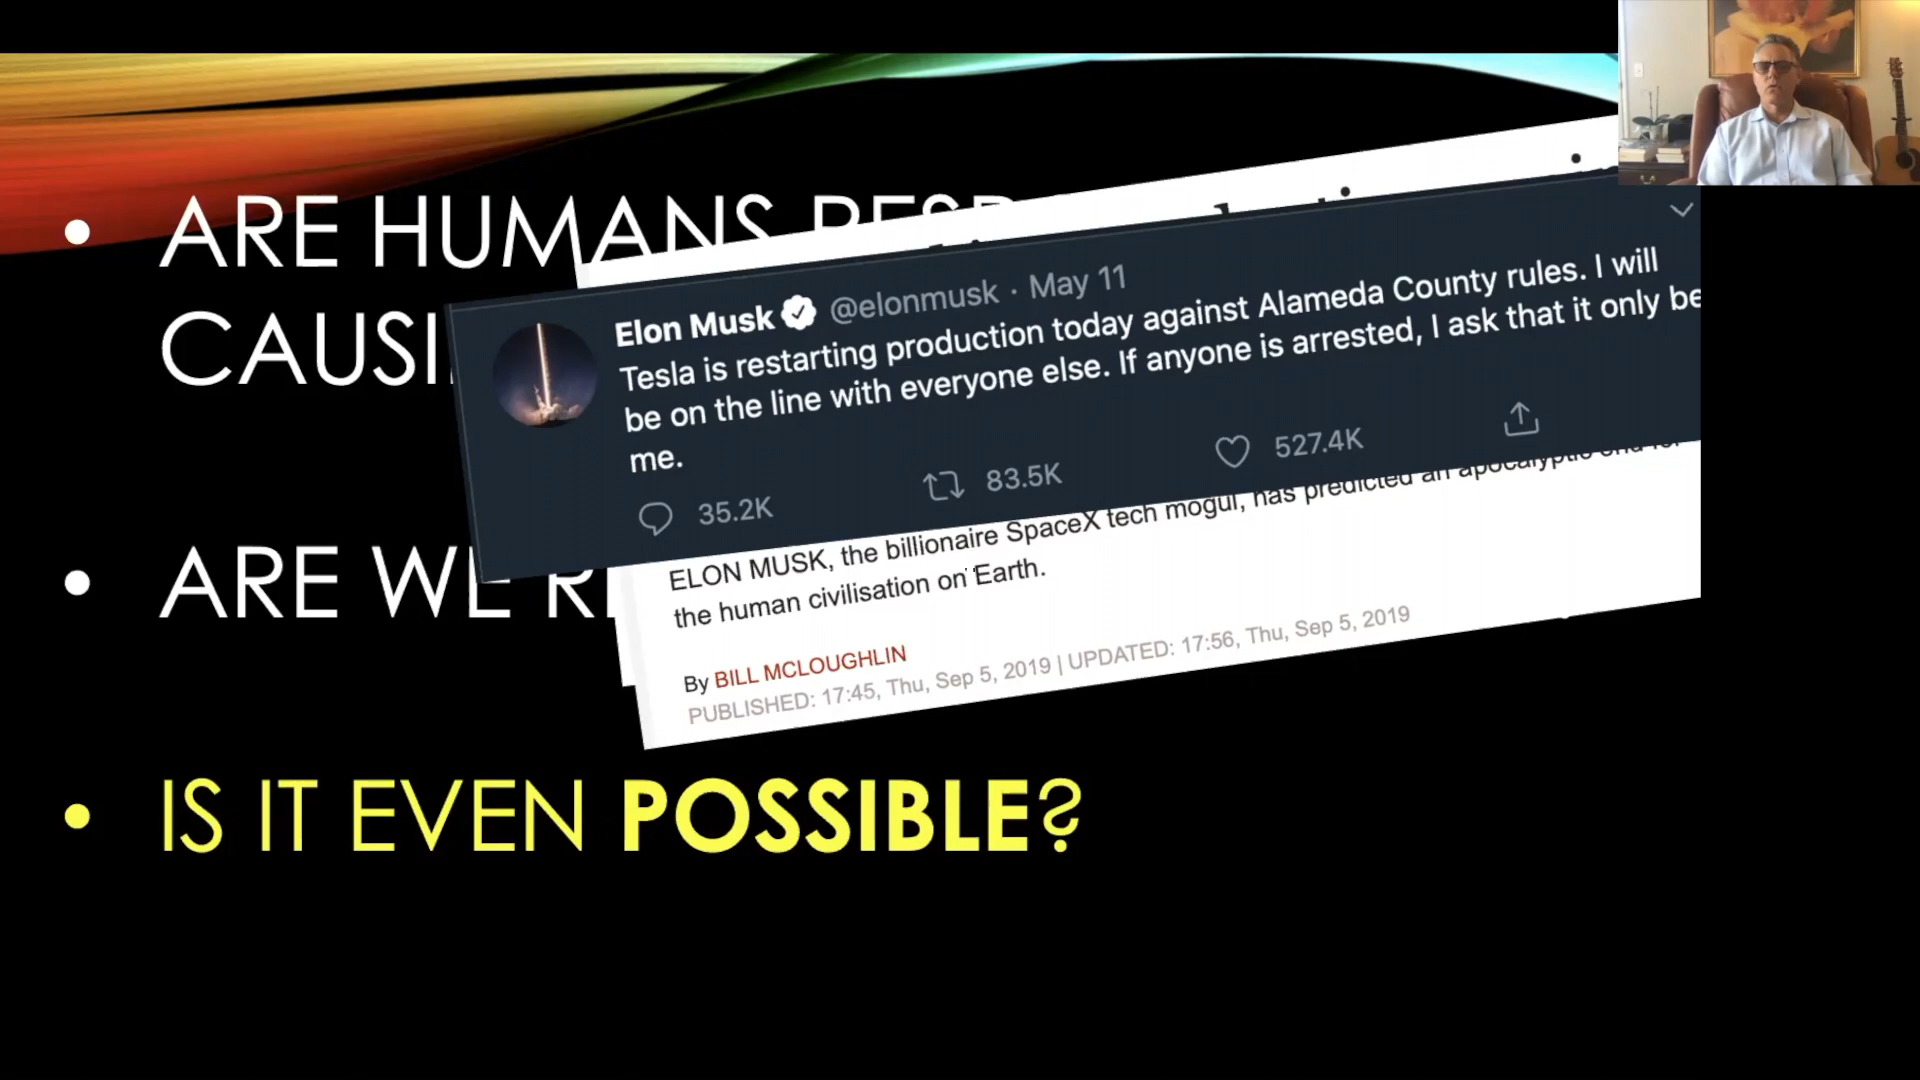 • ARE HUMANS
CAUSI
Elon Musk @elonmusk · May 11
Tesla is restarting production today against Alameda County rules. I will
be on the line with everyone else. If anyone is arrested, I ask that it only be
me.
35.2K 83.5K 527.4K
ELON MUSK, the billionaire SpaceX tech mogul, has predicted an apocalyptic end for
the human civilisation on Earth.
By BILL MCLOUGHLIN
PUBLISHED: 17:45, Thu, Sep 5, 2019 | UPDATED: 17:56, Thu, Sep 5, 2019
• ARE WE
• IS IT EVEN POSSIBLE?